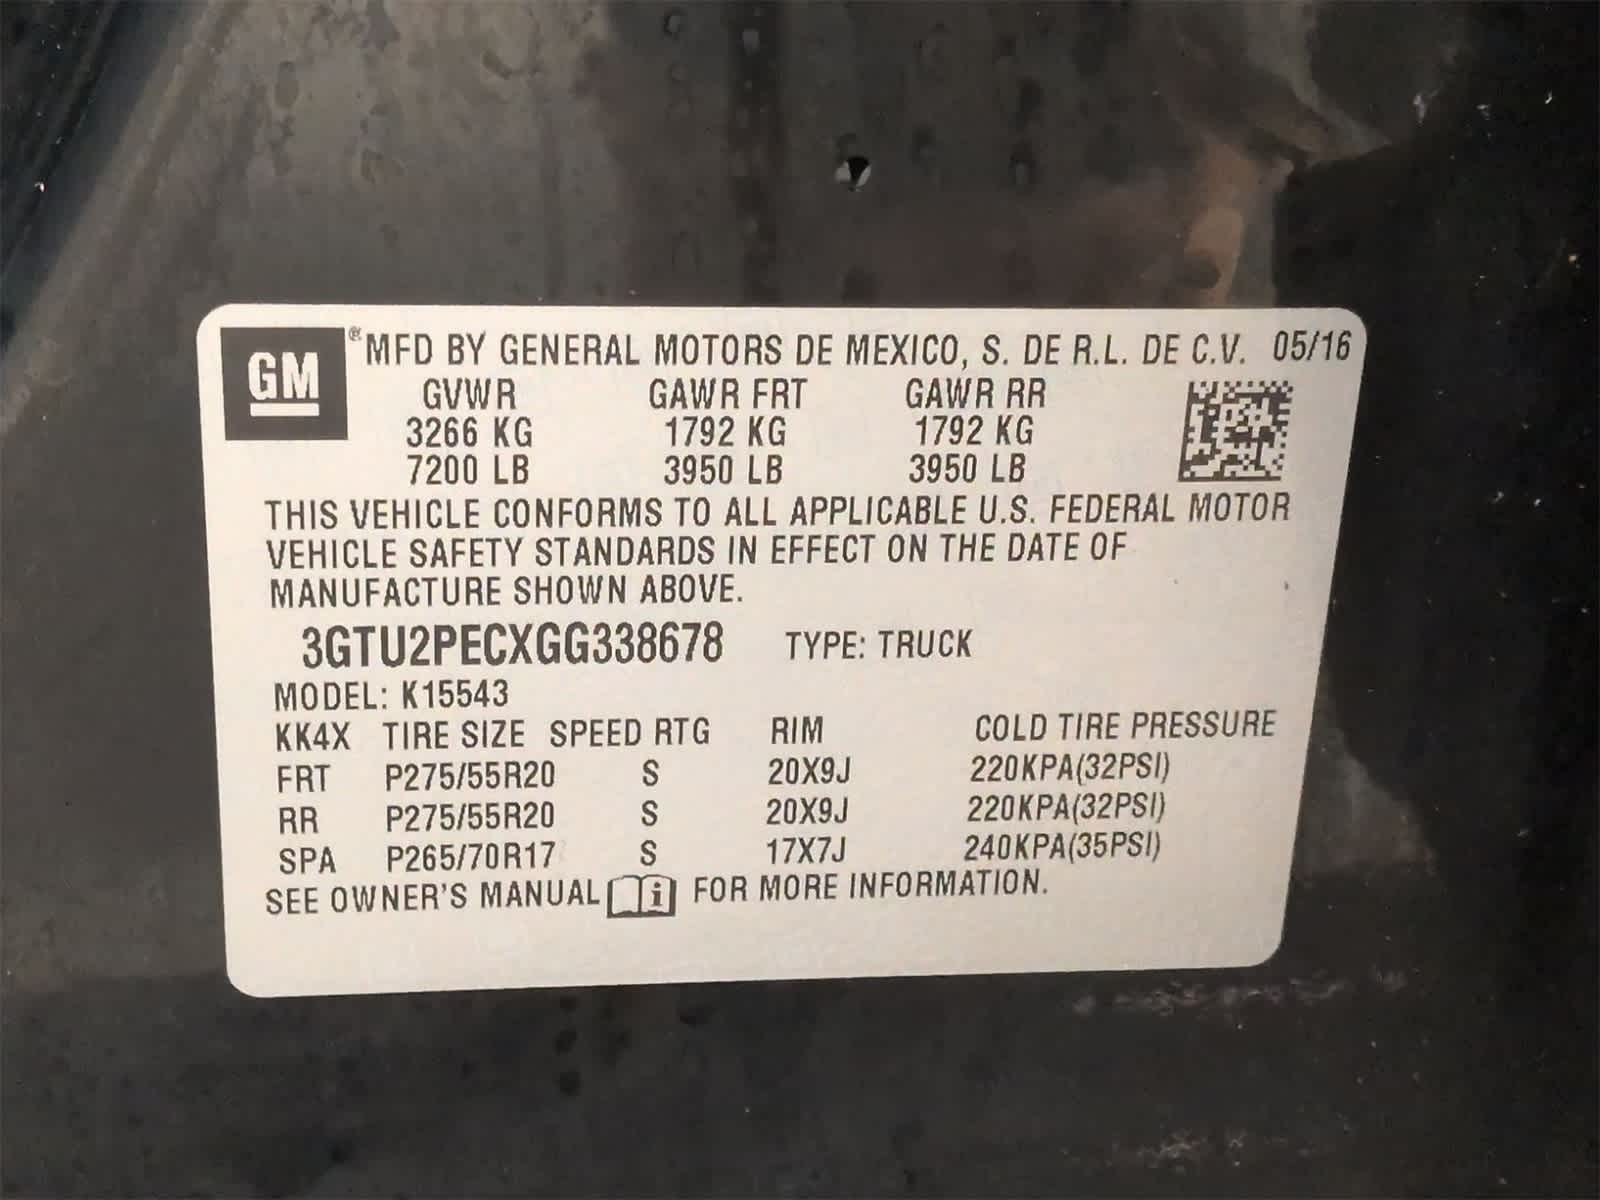 GM ® MFD BY GENERAL MOTORS DE MEXICO, S. DE R.L. DE C.V. 05/16
GVWR GAWR FRT GAWR RR
3266 KG 1792 KG 1792 KG
7200 LB 3950 LB 3950 LB
THIS VEHICLE CONFORMS TO ALL APPLICABLE U.S. FEDERAL MOTOR
VEHICLE SAFETY STANDARDS IN EFFECT ON THE DATE OF
MANUFACTURE SHOWN ABOVE.
3GTU2PECXGG338678 TYPE: TRUCK
MODEL: K15543
KK4X TIRE SIZE SPEED RTG RIM COLD TIRE PRESSURE
FRT P275/55R20 S 20X9J 220KPA(32PSI)
RR P275/55R20 S 20X9J 220KPA(32PSI)
SPA P265/70R17 S 17X7J 240KPA(35PSI)
SEE OWNER'S MANUAL i FOR MORE INFORMATION.